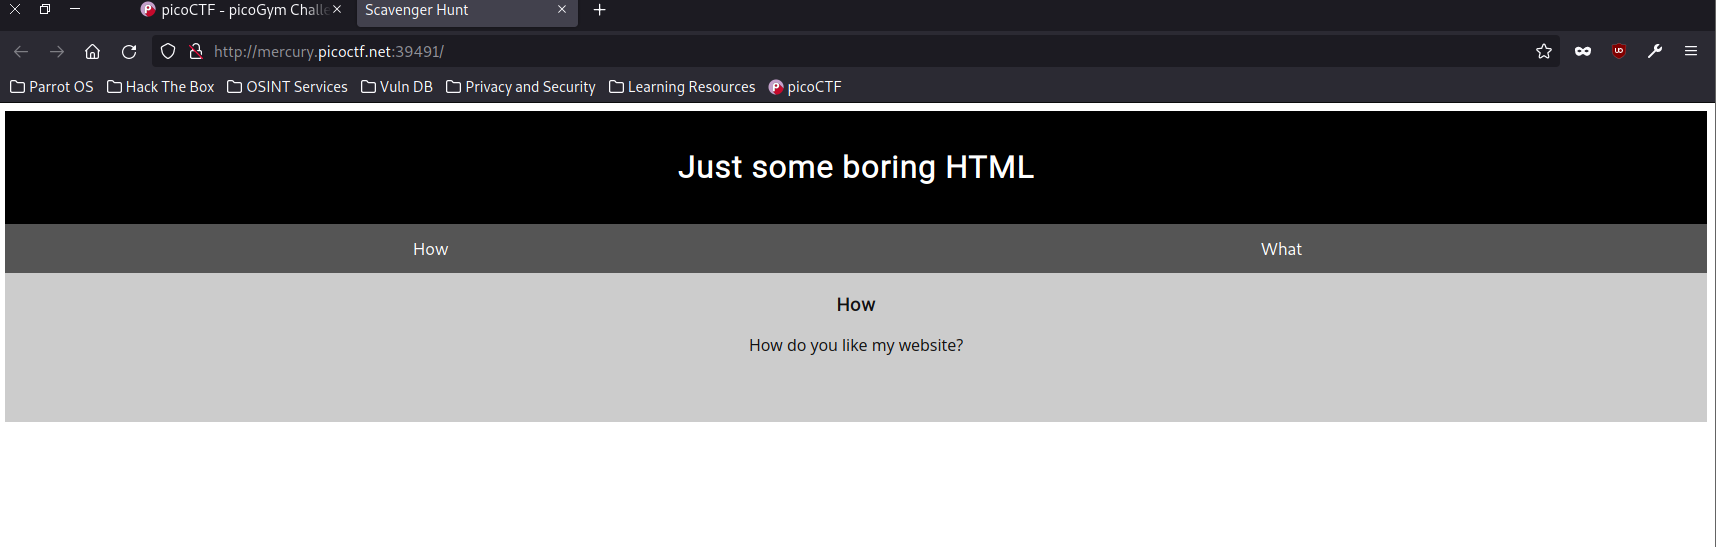 picoCTF - picoGym Challe
Scavenger Hunt
http://mercury.picoctf.net:39491/
Parrot OS Hack The Box OSINT Services Vuln DB Privacy and Security Learning Resources picoCTF
Just some boring HTML
How What
How
How do you like my website?